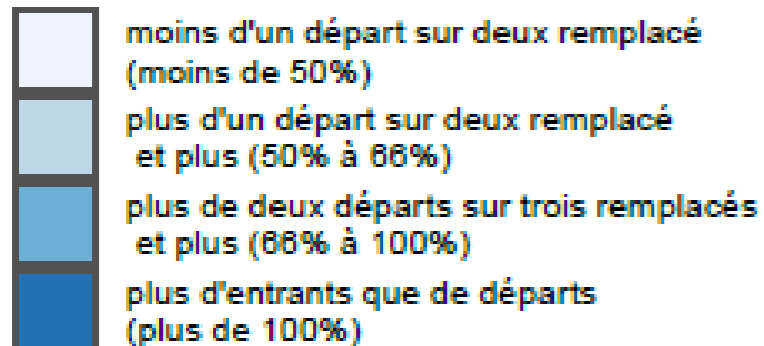 moins d'un départ sur deux remplacé
(moins de 50%)
plus d'un départ sur deux remplacé
et plus (50% à 66%)
plus de deux départs sur trois remplacés
et plus (66% à 100%)
plus d'entrants que de départs
(plus de 100%)